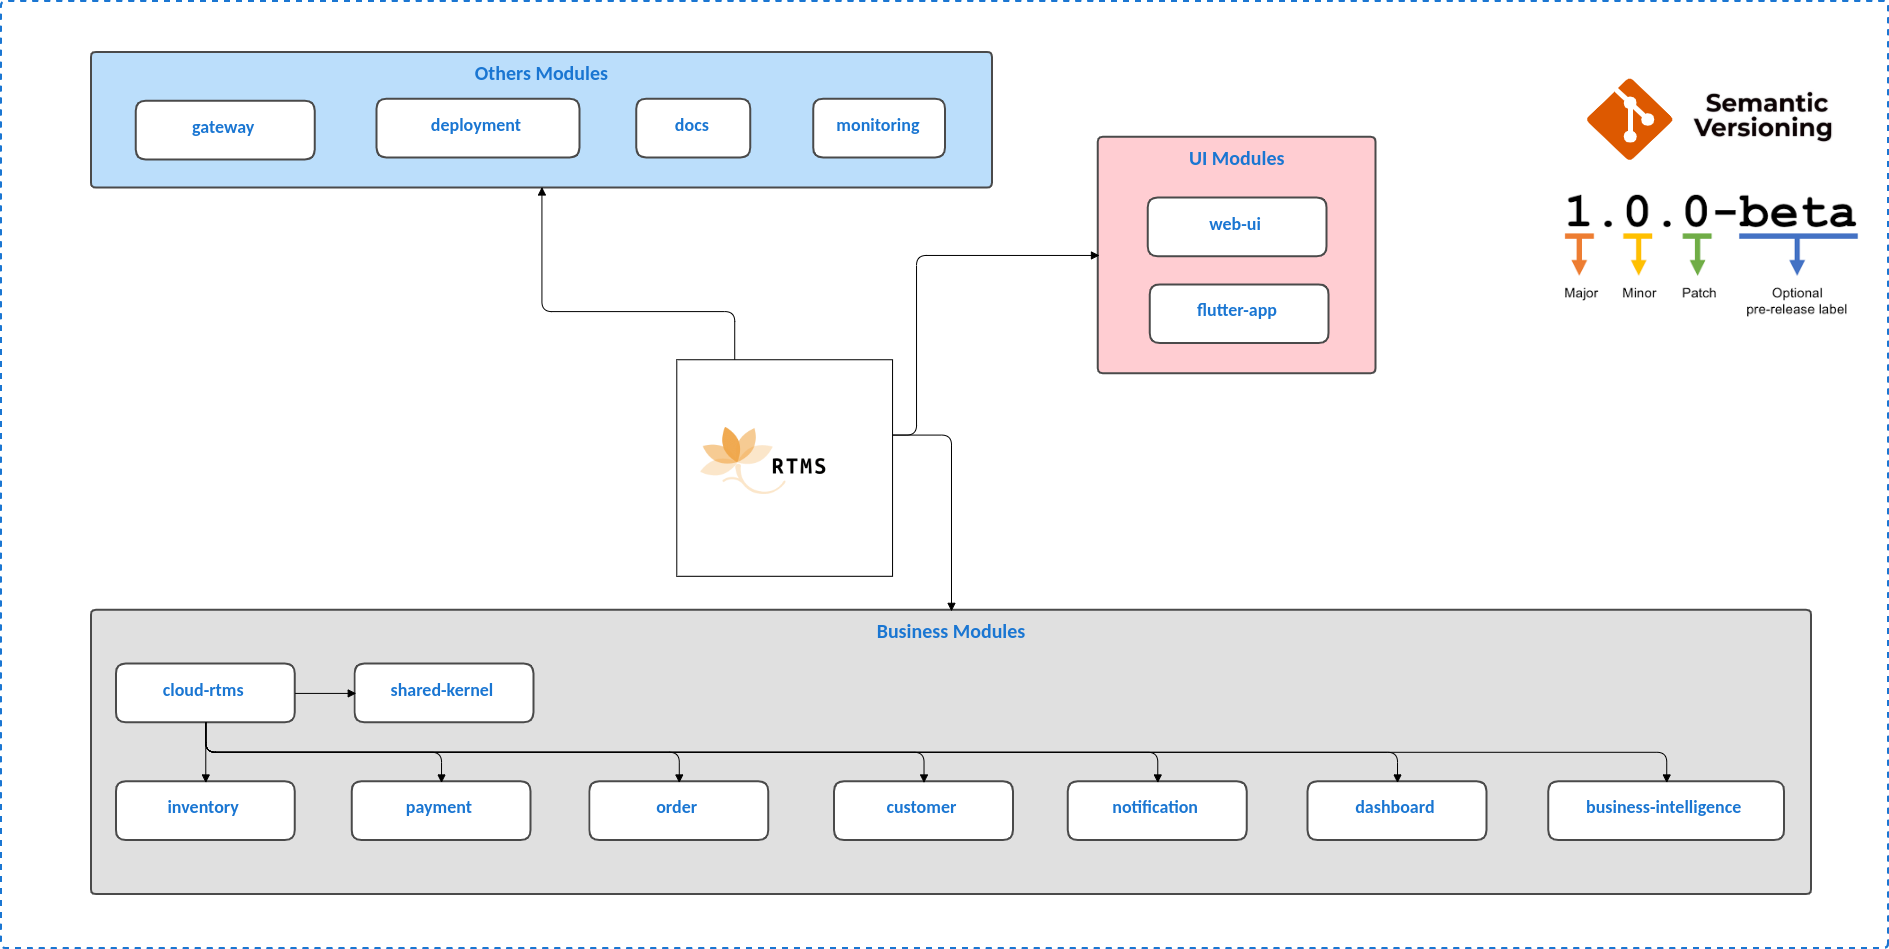 Others Modules
gateway
deployment
docs
monitoring
Semantic
Versioning
1.0.0-beta
Major
Minor
Patch
Optional
pre-release label
UI Modules
web-ui
flutter-app
RTMS
Business Modules
cloud-rtms
shared-kernel
inventory
payment
order
customer
notification
dashboard
business-intelligence